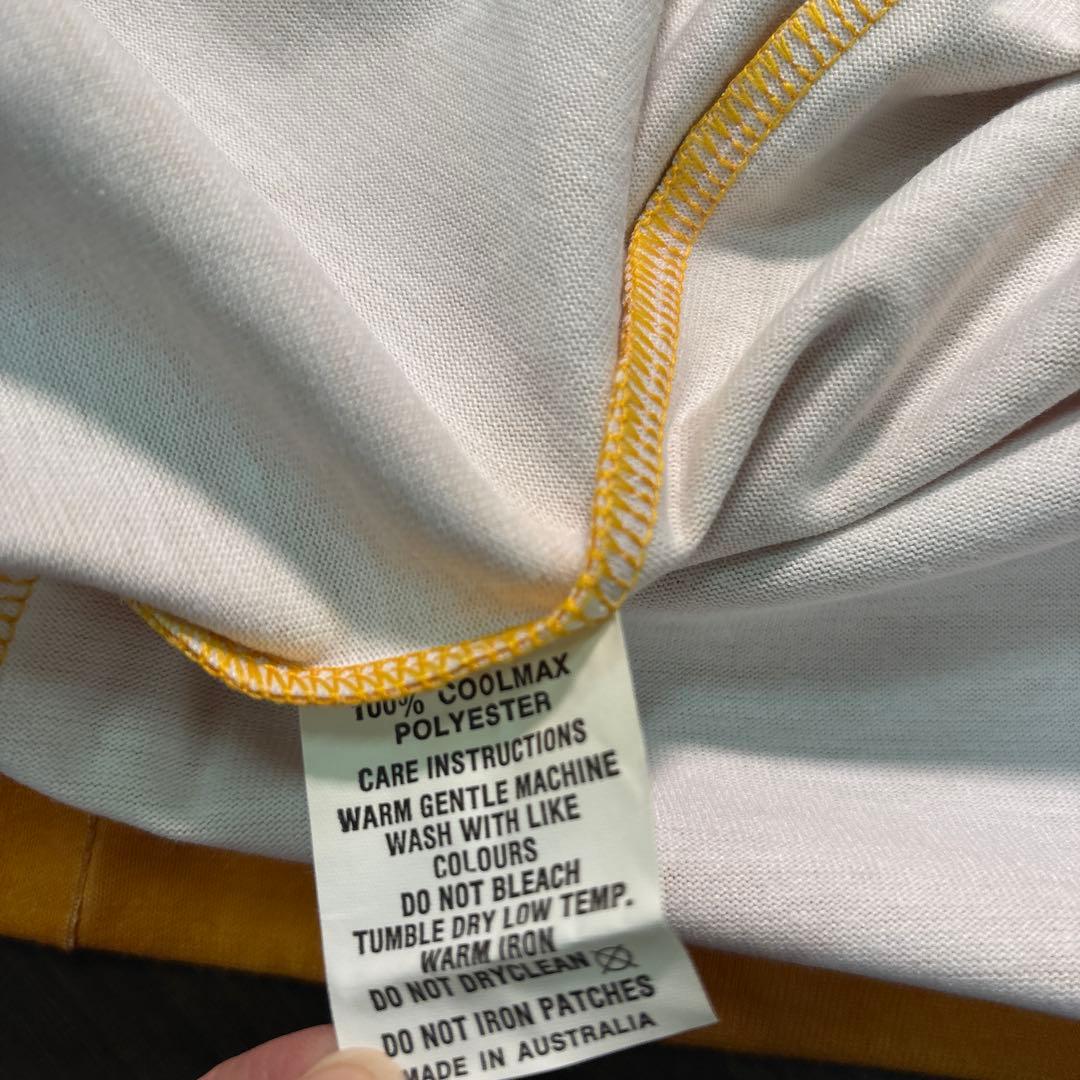 100% COOLMAX
POLYESTER
CARE INSTRUCTIONS
WARM GENTLE MACHINE
WASH WITH LIKE
COLOURS
DO NOT BLEACH
TUMBLE DRY LOW TEMP.
WARM IRON
DO NOT DRYCLEAN
DO NOT IRON PATCHES
MADE IN AUSTRALIA